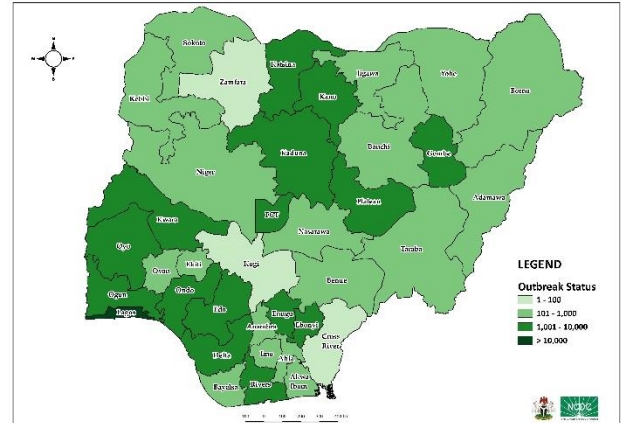 N
Sokoto
Katsina
Zamfara
Jigawa
Yobe
Borno
Kebbi
Kano
Kaduna
Bauchi
Gombe
Niger
Adamawa
Plateau
FCT
Kwara
Nasarawa
Oyo
Taraba
Kogi
Osun
Ekiti
Benue
Ogun
Ondo
Lagos
Edo
Enugu
Anambra
Ebonyi
Cross
River
Delta
Imo
Abia
Akwa
Ibom
Bayelsa
Rivers
LEGEND
Outbreak Status
1 - 100
101 - 1,000
1,001 - 10,000
> 10,000
NCDC